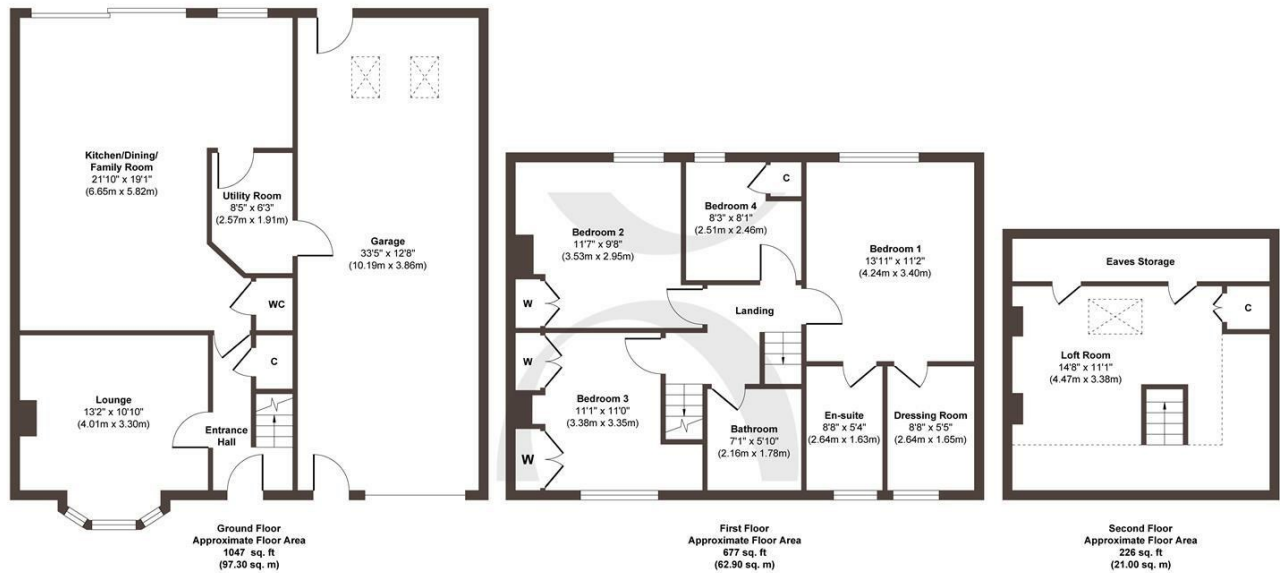 Kitchen/Dining/
Family Room
21'10" x 19'1"
(6.65m x 5.82m)
Utility Room
8'5" x 6'3"
(2.57m x 1.91m)
Garage
33'5" x 12'8"
(10.19m x 3.86m)
WC
C
Lounge
13'2" x 10'10"
(4.01m x 3.30m)
Entrance
Hall
Ground Floor
Approximate Floor Area
1047 sq. ft
(97.30 sq. m)
C
Bedroom 4
8'3" x 8'1"
(2.51m x 2.46m)
Bedroom 2
11'7" x 9'8"
(3.53m x 2.95m)
Bedroom 1
13'11" x 11'2"
(4.24m x 3.40m)
W
Landing
W
Bedroom 3
11'1" x 11'0"
(3.38m x 3.35m)
W
Bathroom
7'1" x 5'10"
(2.16m x 1.78m)
En-suite
8'8" x 5'4"
(2.64m x 1.63m)
Dressing Room
8'8" x 5'5"
(2.64m x 1.65m)
First Floor
Approximate Floor Area
677 sq. ft
(62.90 sq. m)
Eaves Storage
C
Loft Room
14'8" x 11'1"
(4.47m x 3.38m)
Second Floor
Approximate Floor Area
226 sq. ft
(21.00 sq. m)